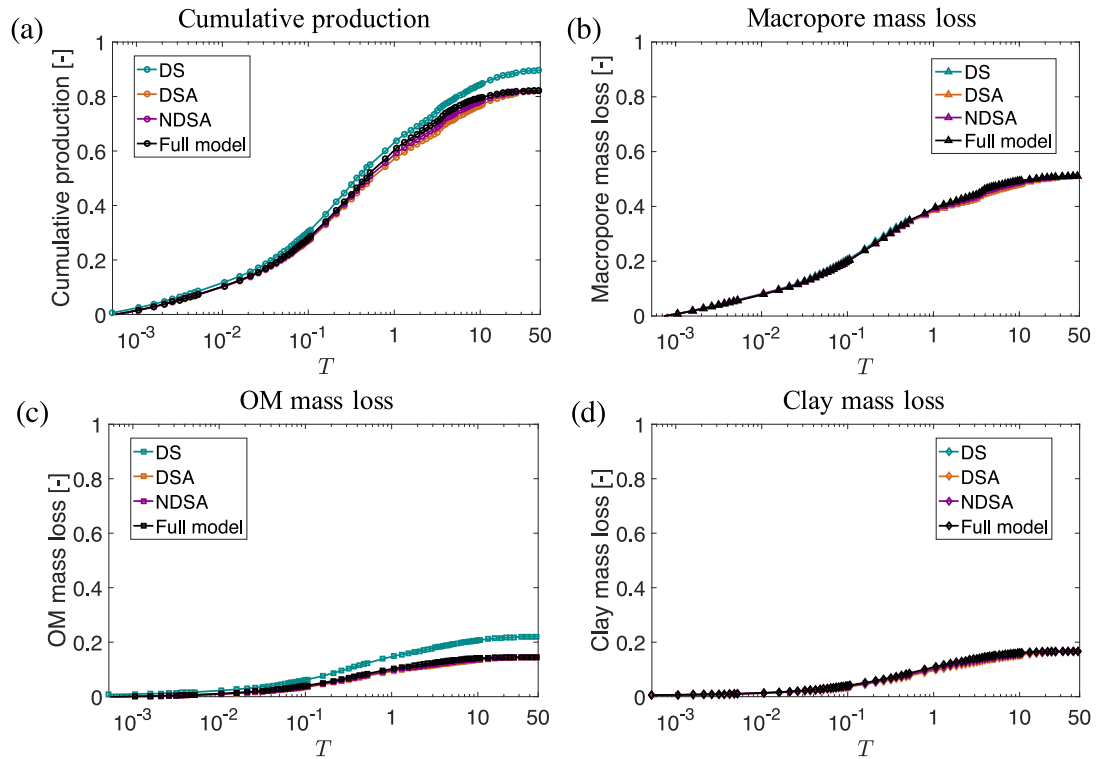 (a)
Cumulative production
Cumulative production [-]
1
0.8
0.6
0.4
0.2
0
DS
DSA
NDSA
Full model
10⁻³
10⁻²
10⁻¹
1
10
50
T
(b)
Macropore mass loss
Macropore mass loss [-]
1
0.8
0.6
0.4
0.2
0
DS
DSA
NDSA
Full model
10⁻³
10⁻²
10⁻¹
1
10
50
T
(c)
OM mass loss
OM mass loss [-]
1
0.8
0.6
0.4
0.2
0
DS
DSA
NDSA
Full model
10⁻³
10⁻²
10⁻¹
1
10
50
T
(d)
Clay mass loss
Clay mass loss [-]
1
0.8
0.6
0.4
0.2
0
DS
DSA
NDSA
Full model
10⁻³
10⁻²
10⁻¹
1
10
50
T